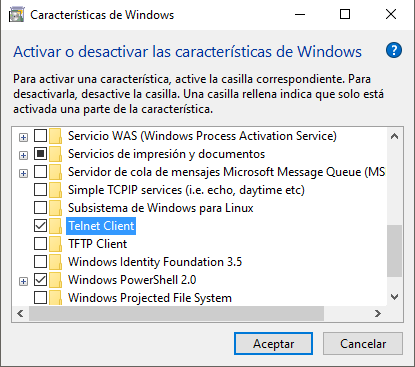 Características de Windows
Activar o desactivar las características de Windows
?
Para activar una característica, active la casilla correspondiente. Para
desactivarla, desactive la casilla. Una casilla rellena indica que solo está
activada una parte de la característica.
Servicio WAS (Windows Process Activation Service)
Servicios de impresión y documentos
Servidor de cola de mensajes Microsoft Message Queue (MS
Simple TCPIP services (i.e. echo, daytime etc)
Subsistema de Windows para Linux
Telnet Client
TFTP Client
Windows Identity Foundation 3.5
Windows PowerShell 2.0
Windows Projected File System
Aceptar
Cancelar